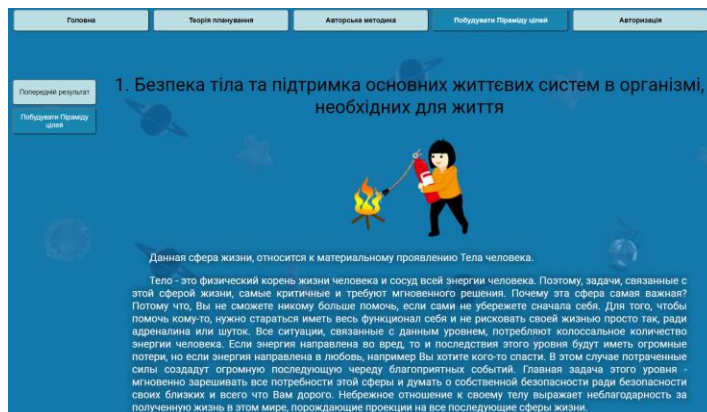 Головна
Теорія планування
Авторська методика
Побудувати Піраміду цілей
Авторизація
Попередній результат
Побудувати Піраміду
цілей
1. Безпека тіла та підтримка основних життєвих систем в організмі,
необхідних для життя
Данная сфера жизни, относится к материальному проявлению Тела человека.
Тело - это физический корень жизни человека и сосуд всей энергии человека. Поэтому, задачи, связанные с
этой сферой жизни, самые критичные и требуют мгновенного решения. Почему эта сфера самая важная?
Потому что, Вы не сможете никому больше помочь, если сами не убережете сначала себя. Для того, чтобы
помочь кому-то, нужно стараться иметь весь функционал себя и не рисковать своей жизнью просто так, ради
адреналина или шуток. Все ситуации, связанные с данным уровнем, потребляют колоссальное количество
энергии человека. Если энергия направлена во вред, то и последствия этого уровня будут иметь огромные
потери, но если энергия направлена в любовь, например Вы хотите кого-то спасти. В этом случае потраченные
силы создадут огромную последующую череду благоприятных событий. Главная задача этого уровня -
мгновенно зарешивать все потребности этой сферы и думать о собственной безопасности ради безопасности
своих близких и всего что Вам дорого. Небрежное отношение к своему телу выражает неблагодарность за
полученную жизнь в этом мире, порождающие проекции на все последующие сферы жизни.